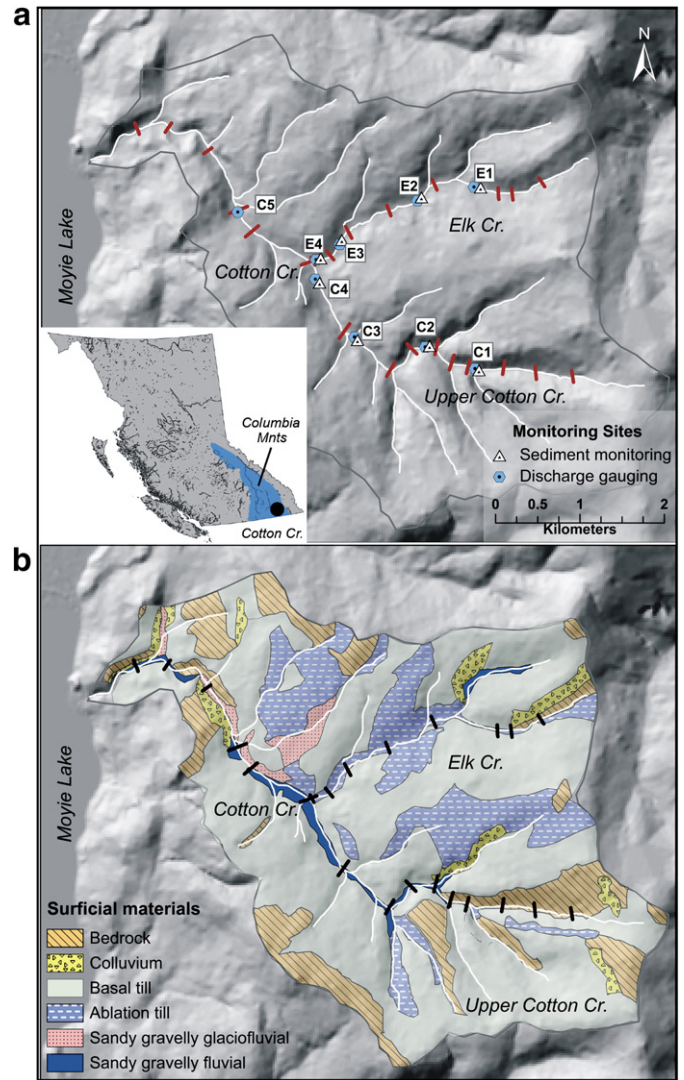 a
N
E1
E2
C5
Elk Cr.
E4
E3
Cotton Cr.
C4
Moyie Lake
C3
C2
C1
Upper Cotton Cr.
Columbia
Mnts
Cotton Cr.
Monitoring Sites
Sediment monitoring
Discharge gauging
0 0.5 1 2
Kilometers
b
Moyie Lake
Elk Cr.
Cotton Cr.
Upper Cotton Cr.
Surficial materials
Bedrock
Colluvium
Basal till
Ablation till
Sandy gravelly glaciofluvial
Sandy gravelly fluvial